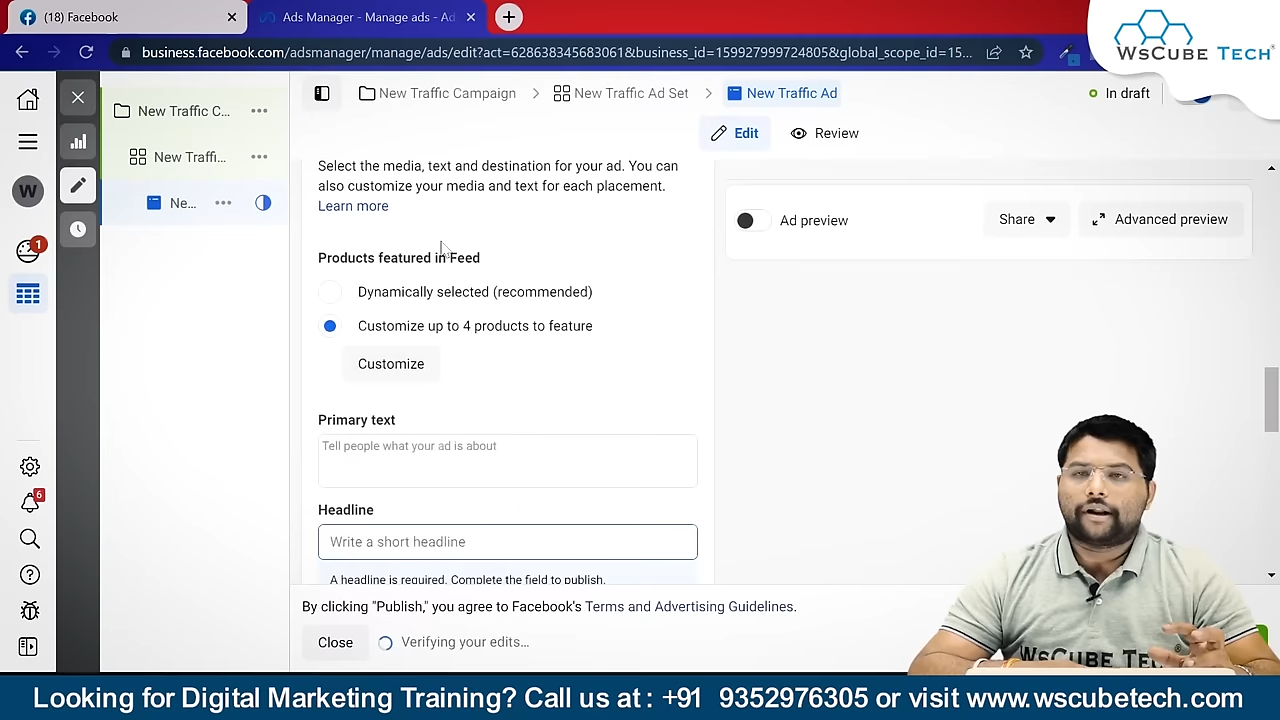 (18) Facebook
Ads Manager - Manage ads - Ad
WsCube Tech
business.facebook.com/adsmanager/manage/ads/edit?act=628638345683061&business_id=159927999724805&global_scope_id=15...
New Traffic C...
New Traffi...
Ne...
New Traffic Campaign
New Traffic Ad Set
New Traffic Ad
In draft
Edit
Review
W
1
6
Select the media, text and destination for your ad. You can
also customize your media and text for each placement.
Learn more
Products featured in Feed
Dynamically selected (recommended)
Customize up to 4 products to feature
Customize
Primary text
Tell people what your ad is about
Headline
Write a short headline
A headline is required. Complete the field to publish.
Ad preview
Share
Advanced preview
By clicking "Publish," you agree to Facebook's Terms and Advertising Guidelines.
Close
Verifying your edits...
WsCUBE TECH
Looking for Digital Marketing Training? Call us at : +91 9352976305 or visit www.wscubetech.com